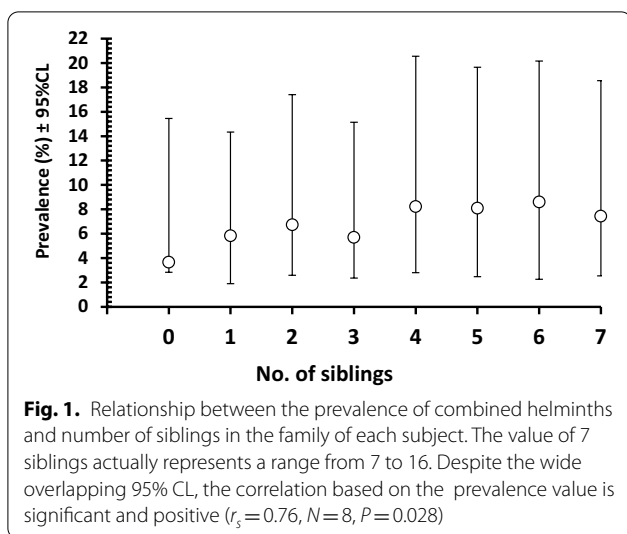 22
20
18
16
14
12
10
8
6
4
2
0
Prevalence (%) ± 95%CL
0 1 2 3 4 5 6 7
No. of siblings
Fig. 1. Relationship between the prevalence of combined helminths
and number of siblings in the family of each subject. The value of 7
siblings actually represents a range from 7 to 16. Despite the wide
overlapping 95% CL, the correlation based on the prevalence value is
significant and positive (rₛ = 0.76, N = 8, P = 0.028)